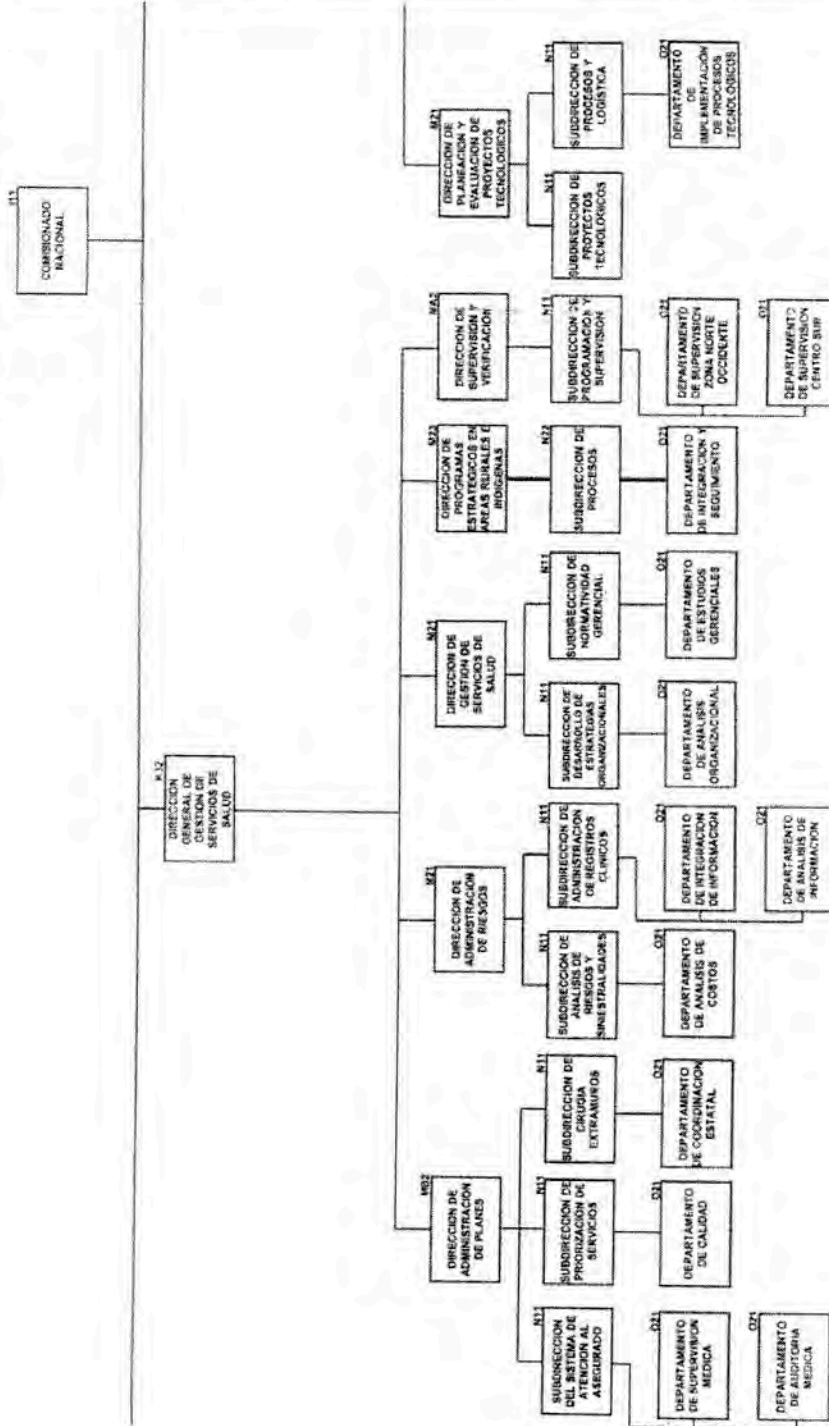 J11
COMISIONADO
NACIONAL
K32
DIRECCION
GENERAL DE
GESTION DE
SERVICIOS DE
SALUD
MB2
DIRECCION DE
ADMINISTRACION
DE PLANES
M21
DIRECCION DE
ADMINISTRACION
DE RIESGOS
M21
DIRECCION DE
GESTION DE
SERVICIOS DE
SALUD
M22
DIRECCION DE
PROGRAMAS
ESTRATEGICOS EN
AREAS RURALES E
INDIGENAS
MA2
DIRECCION DE
SUPERVISION Y
VERIFICACION
M21
DIRECCION DE
PLANEACION Y
EVALUACION DE
PROYECTOS
TECNOLOGICOS
N11
SUBDIRECCION
DEL SISTEMA DE
ATENCION AL
ASEGURADO
N11
SUBDIRECCION DE
PRIORIZACION DE
SERVICIOS
N11
SUBDIRECCION DE
CIRUGIA
EXTRAMUROS
N11
SUBDIRECCION DE
ANALISIS DE
RIESGOS Y
SINIESTRALIDADES
N11
SUBDIRECCION DE
ADMINISTRACION
DE REGISTROS
CLINICOS
N11
SUBDIRECCION DE
DESARROLLO DE
ESTRATEGIAS
ORGANIZACIONALES
N11
SUBDIRECCION DE
NORMATIVIDAD
GERENCIAL
N22
SUBDIRECCION DE
PROCESOS
N11
SUBDIRECCION DE
PROGRAMACION Y
SUPERVISION
N11
SUBDIRECCION DE
PROYECTOS
TECNOLOGICOS
N11
SUBDIRECCION DE
PROCESOS Y
LOGÍSTICA
O21
DEPARTAMENTO
DE SUPERVISION
MEDICA
O21
DEPARTAMENTO
DE CALIDAD
O21
DEPARTAMENTO
DE COORDINACION
ESTATAL
O21
DEPARTAMENTO
DE ANALISIS DE
COSTOS
O21
DEPARTAMENTO
DE INTEGRACION
DE INFORMACION
O21
DEPARTAMENTO
DE ANALISIS
ORGANIZACIONAL
O21
DEPARTAMENTO
DE ESTUDIOS
GERENCIALES
O21
DEPARTAMENTO
DE INTEGRACION Y
SEGUIMIENTO
O21
DEPARTAMENTO
DE SUPERVISION
ZONA NORTE
OCCIDENTE
O21
DEPARTAMENTO
DE
IMPLEMENTACIÓN
DE PROCESOS
TECNOLOGICOS
O21
DEPARTAMENTO
DE AUDITORIA
MEDICA
O21
DEPARTAMENTO
DE ANALISIS DE
INFORMACION
O21
DEPARTAMENTO
DE SUPERVISION
CENTRO SUR